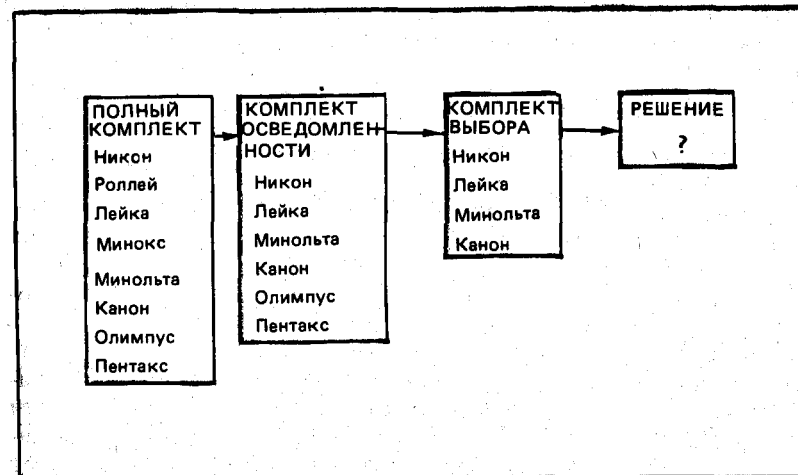 ПОЛНЫЙ
КОМПЛЕКТ
Никон
Роллей
Лейка
Минокс
Минольта
Канон
Олимпус
Пентакс
КОМПЛЕКТ
ОСВЕДОМЛЕН-
НОСТИ
Никон
Лейка
Минольта
Канон
Олимпус
Пентакс
КОМПЛЕКТ
ВЫБОРА
Никон
Лейка
Минольта
Канон
РЕШЕНИЕ
?